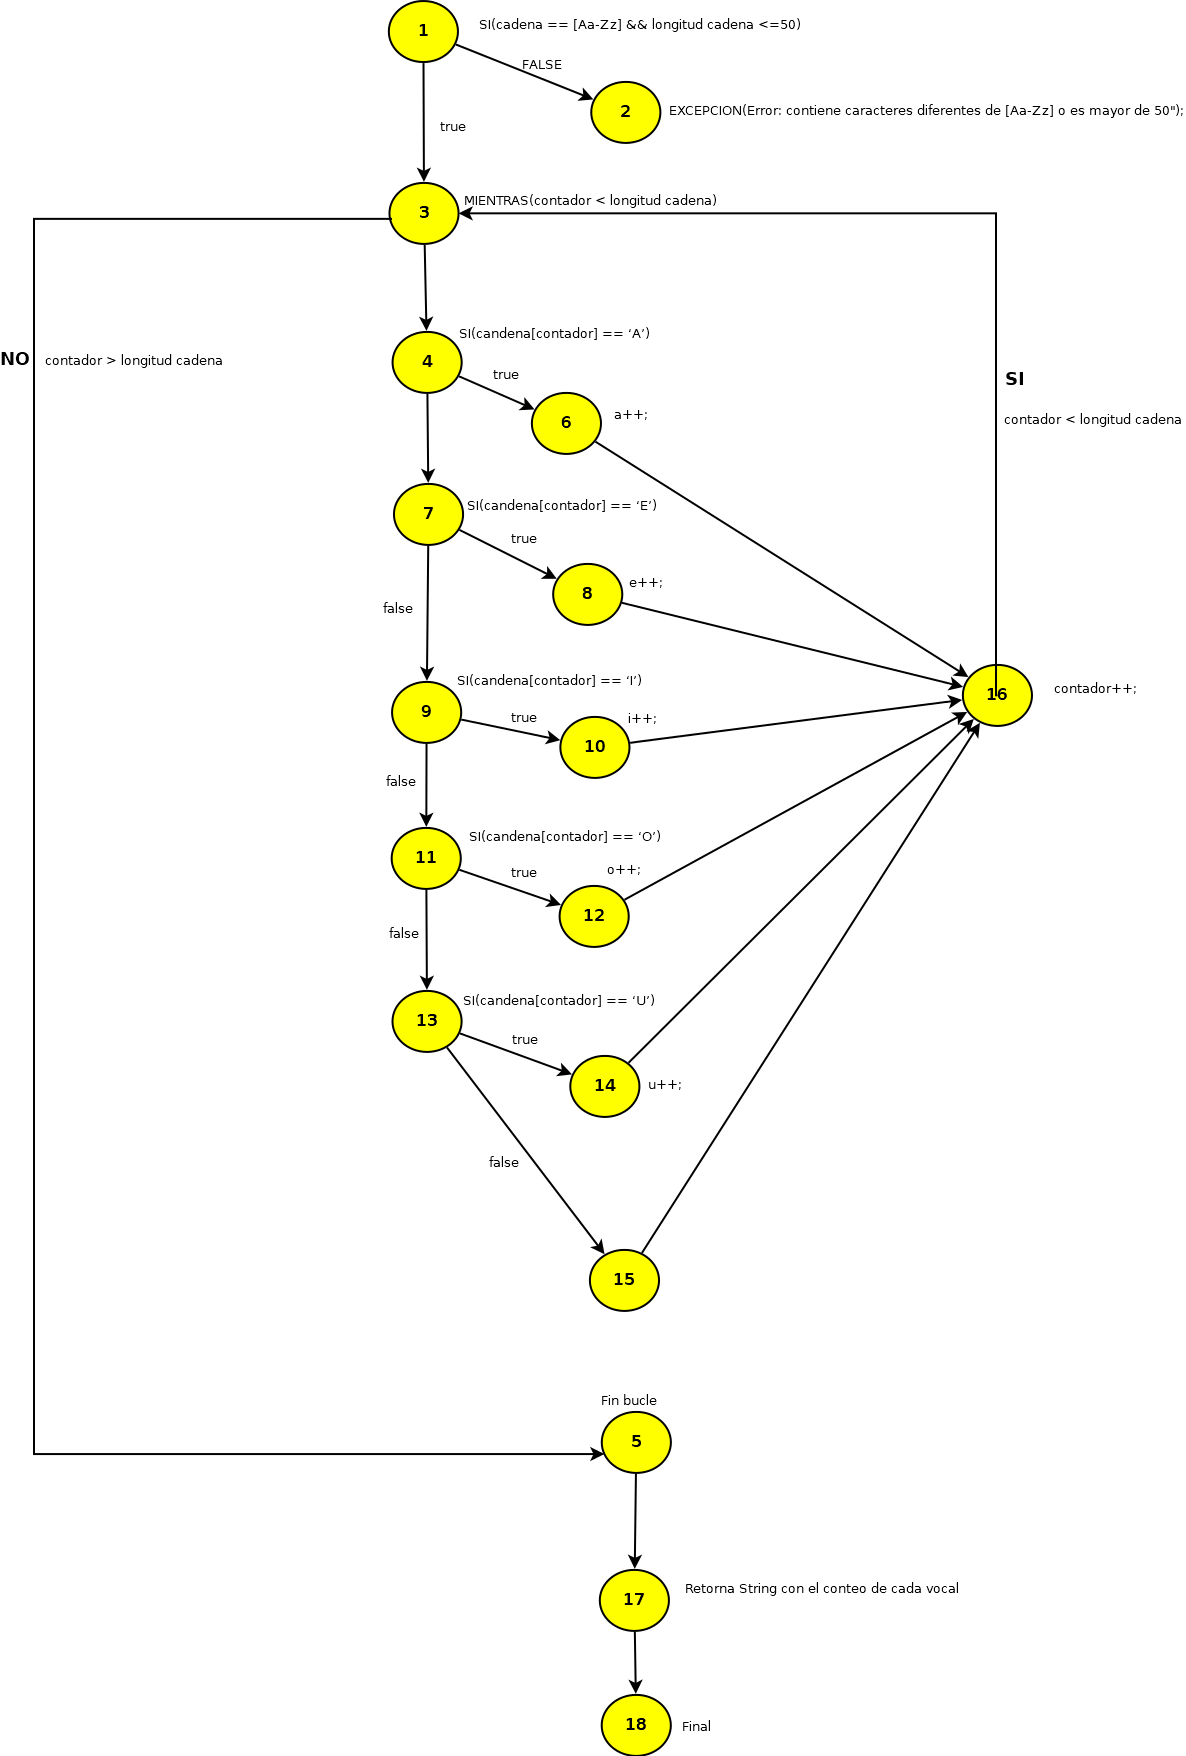 1
SI(cadena == [Aa-Zz] && longitud cadena <=50)
FALSE
2
EXCEPCION(Error: contiene caracteres diferentes de [Aa-Zz] o es mayor de 50");
true
3
MIENTRAS(contador < longitud cadena)
NO
contador > longitud cadena
SI(candena[contador] == ‘A’)
4
true
6
a++;
SI
contador < longitud cadena
7
SI(candena[contador] == ‘E’)
true
8
e++;
false
9
SI(candena[contador] == ‘I’)
true
10
i++;
16
contador++;
false
11
SI(candena[contador] == ‘O’)
true
12
o++;
false
13
SI(candena[contador] == ‘U’)
true
14
u++;
false
15
Fin bucle
5
17
Retorna String con el conteo de cada vocal
18
Final